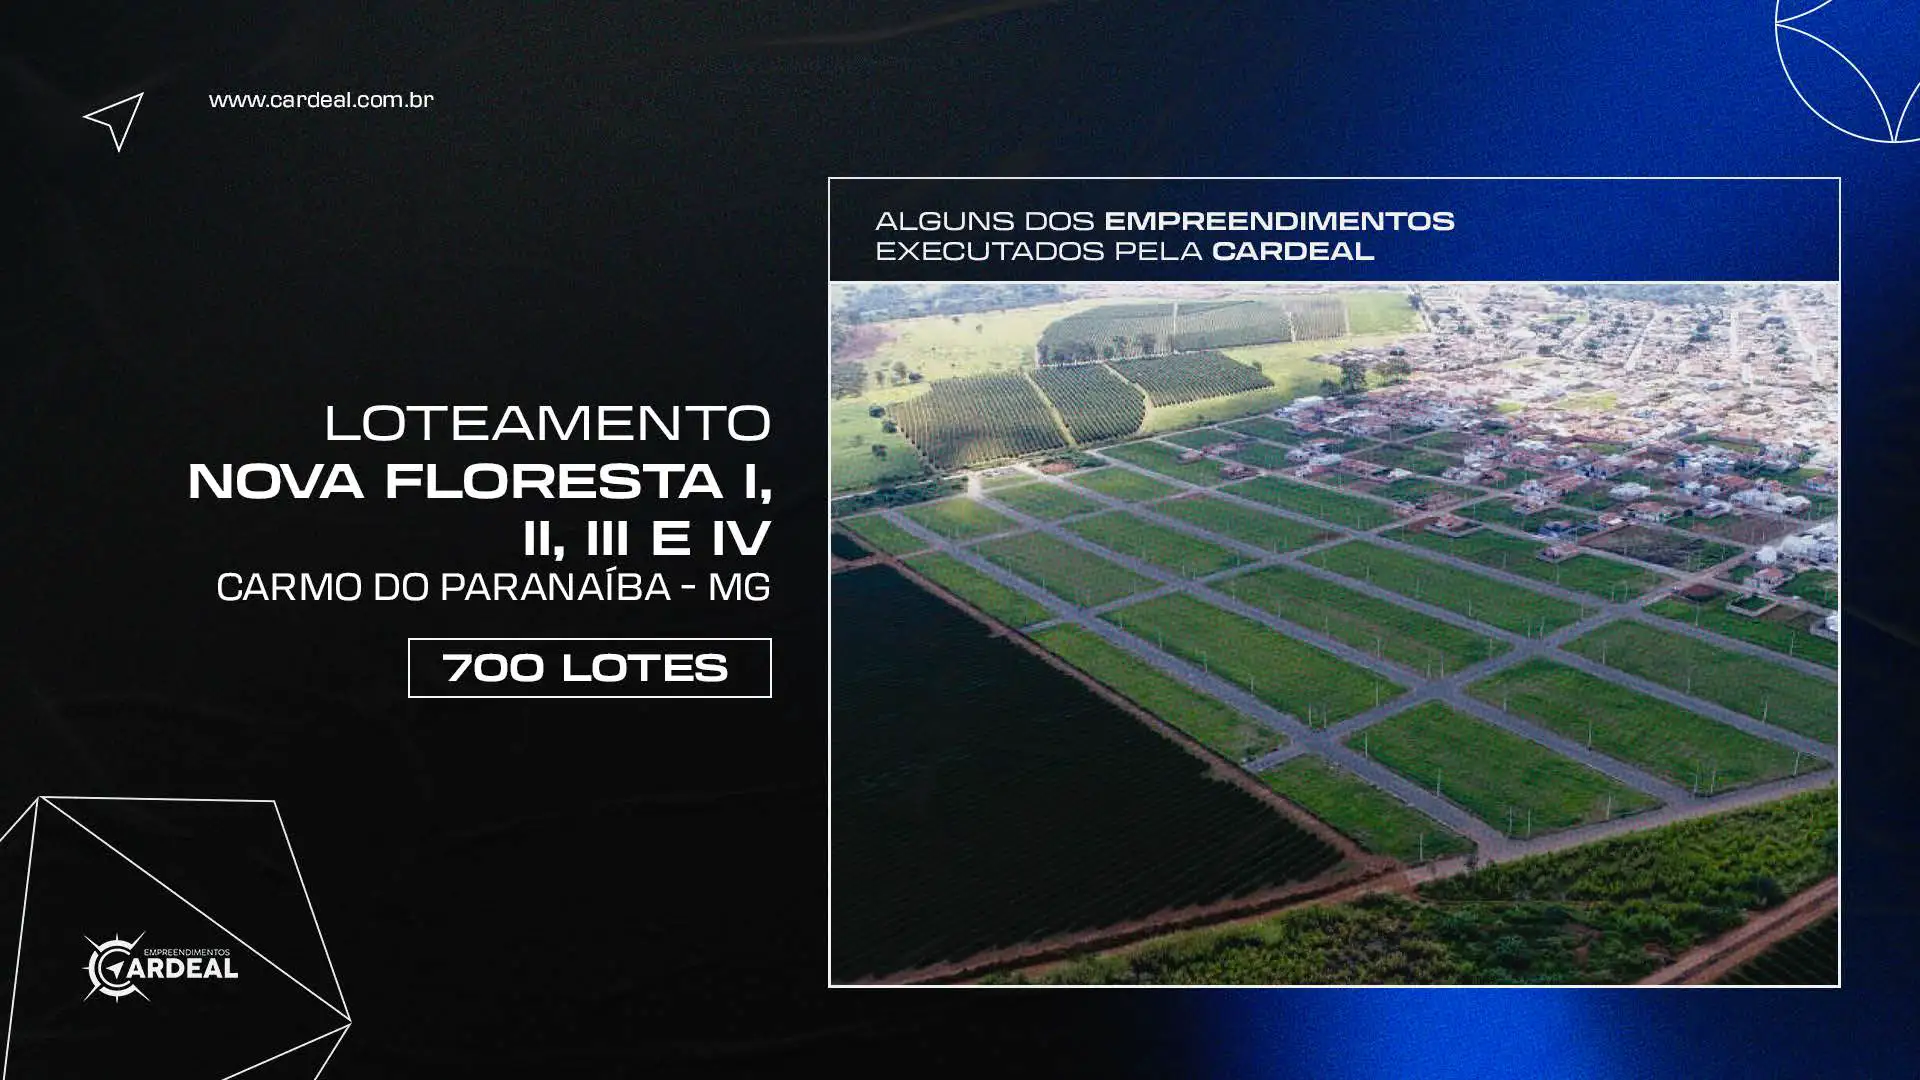 www.cardeal.com.br
ALGUNS DOS EMPREENDIMENTOS
EXECUTADOS PELA CARDEAL
LOTEAMENTO
NOVA FLORESTA I,
II, III E IV
CARMO DO PARANAÍBA - MG
700 LOTES
EMPREENDIMENTOS
CARDEAL